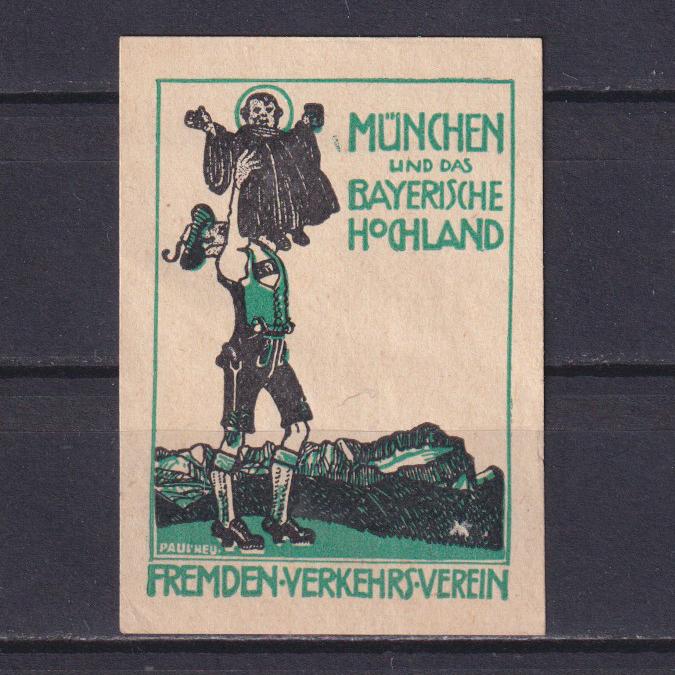 MÜNCHEN
UND DAS
BAYERISCHE
HOCHLAND
PAUL NEU.
FREMDEN·VERKEHRS·VEREIN